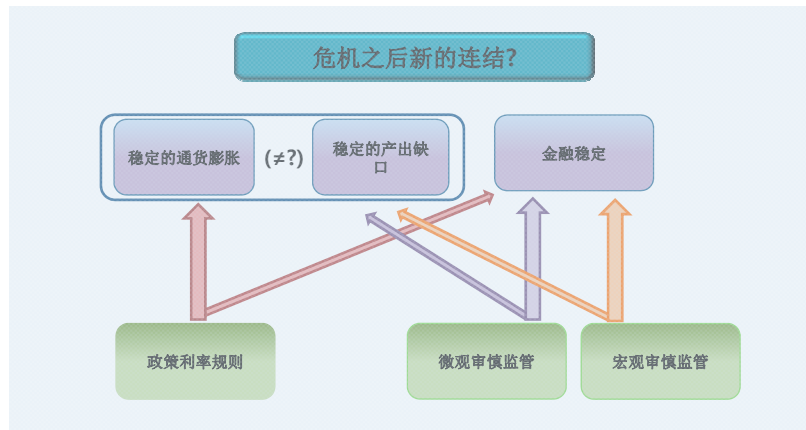 危机之后新的连结?
稳定的通货膨胀
(≠?)
稳定的产出缺
口
金融稳定
政策利率规则
微观审慎监管
宏观审慎监管